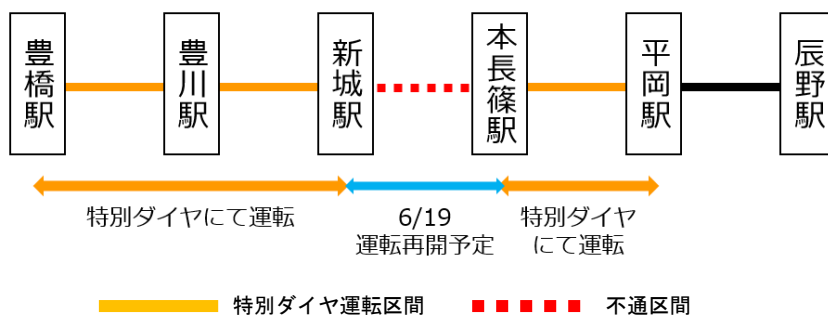 豊橋駅
豊川駅
新城駅
本長篠駅
平岡駅
辰野駅
特別ダイヤにて運転
6/19
運転再開予定
特別ダイヤ
にて運転
特別ダイヤ運転区間
不通区間